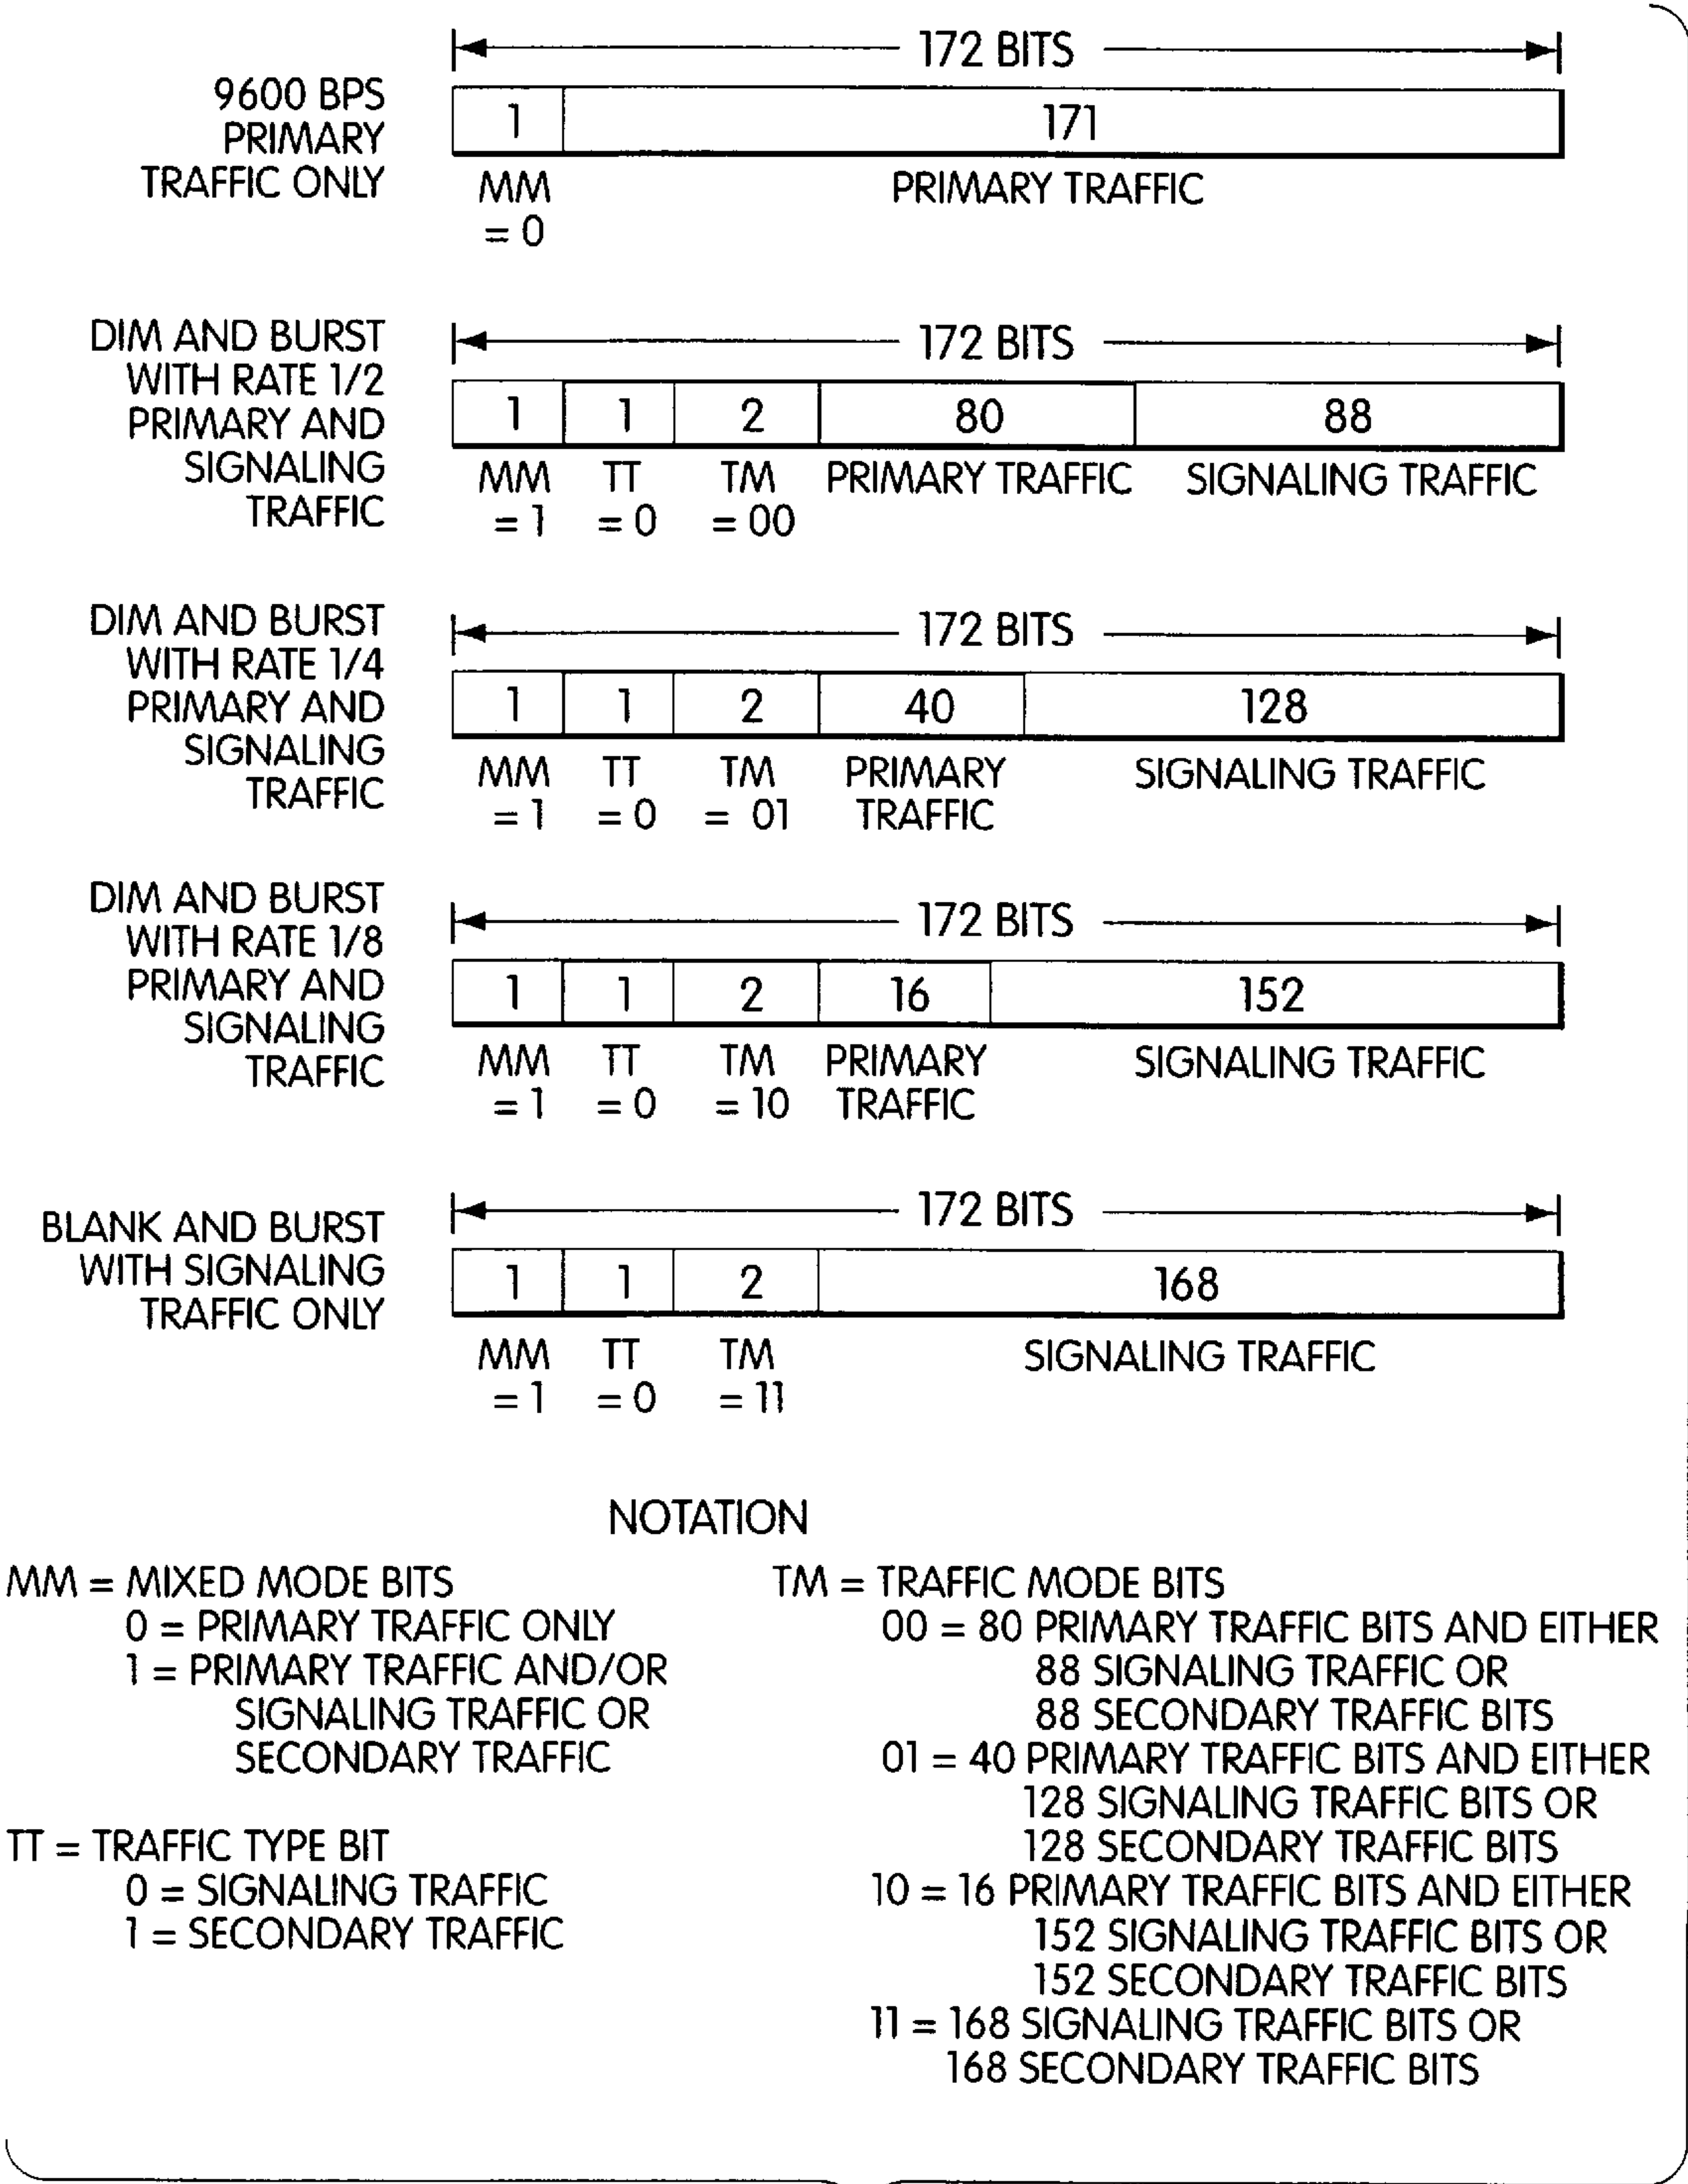 172 BITS
9600 BPS
PRIMARY
TRAFFIC ONLY
1 171
MM PRIMARY TRAFFIC
= 0
DIM AND BURST
WITH RATE 1/2
PRIMARY AND
SIGNALING
TRAFFIC
172 BITS
1 1 2 80 88
MM TT TM PRIMARY TRAFFIC SIGNALING TRAFFIC
= 1 = 0 = 00
DIM AND BURST
WITH RATE 1/4
PRIMARY AND
SIGNALING
TRAFFIC
172 BITS
1 1 2 40 128
MM TT TM PRIMARY SIGNALING TRAFFIC
= 1 = 0 = 01 TRAFFIC
DIM AND BURST
WITH RATE 1/8
PRIMARY AND
SIGNALING
TRAFFIC
172 BITS
1 1 2 16 152
MM TT TM PRIMARY SIGNALING TRAFFIC
= 1 = 0 = 10 TRAFFIC
BLANK AND BURST
WITH SIGNALING
TRAFFIC ONLY
172 BITS
1 1 2 168
MM TT TM SIGNALING TRAFFIC
= 1 = 0 = 11
NOTATION
MM = MIXED MODE BITS
0 = PRIMARY TRAFFIC ONLY
1 = PRIMARY TRAFFIC AND/OR
SIGNALING TRAFFIC OR
SECONDARY TRAFFIC
TT = TRAFFIC TYPE BIT
0 = SIGNALING TRAFFIC
1 = SECONDARY TRAFFIC
TM = TRAFFIC MODE BITS
00 = 80 PRIMARY TRAFFIC BITS AND EITHER
88 SIGNALING TRAFFIC OR
88 SECONDARY TRAFFIC BITS
01 = 40 PRIMARY TRAFFIC BITS AND EITHER
128 SIGNALING TRAFFIC BITS OR
128 SECONDARY TRAFFIC BITS
10 = 16 PRIMARY TRAFFIC BITS AND EITHER
152 SIGNALING TRAFFIC BITS OR
152 SECONDARY TRAFFIC BITS
11 = 168 SIGNALING TRAFFIC BITS OR
168 SECONDARY TRAFFIC BITS